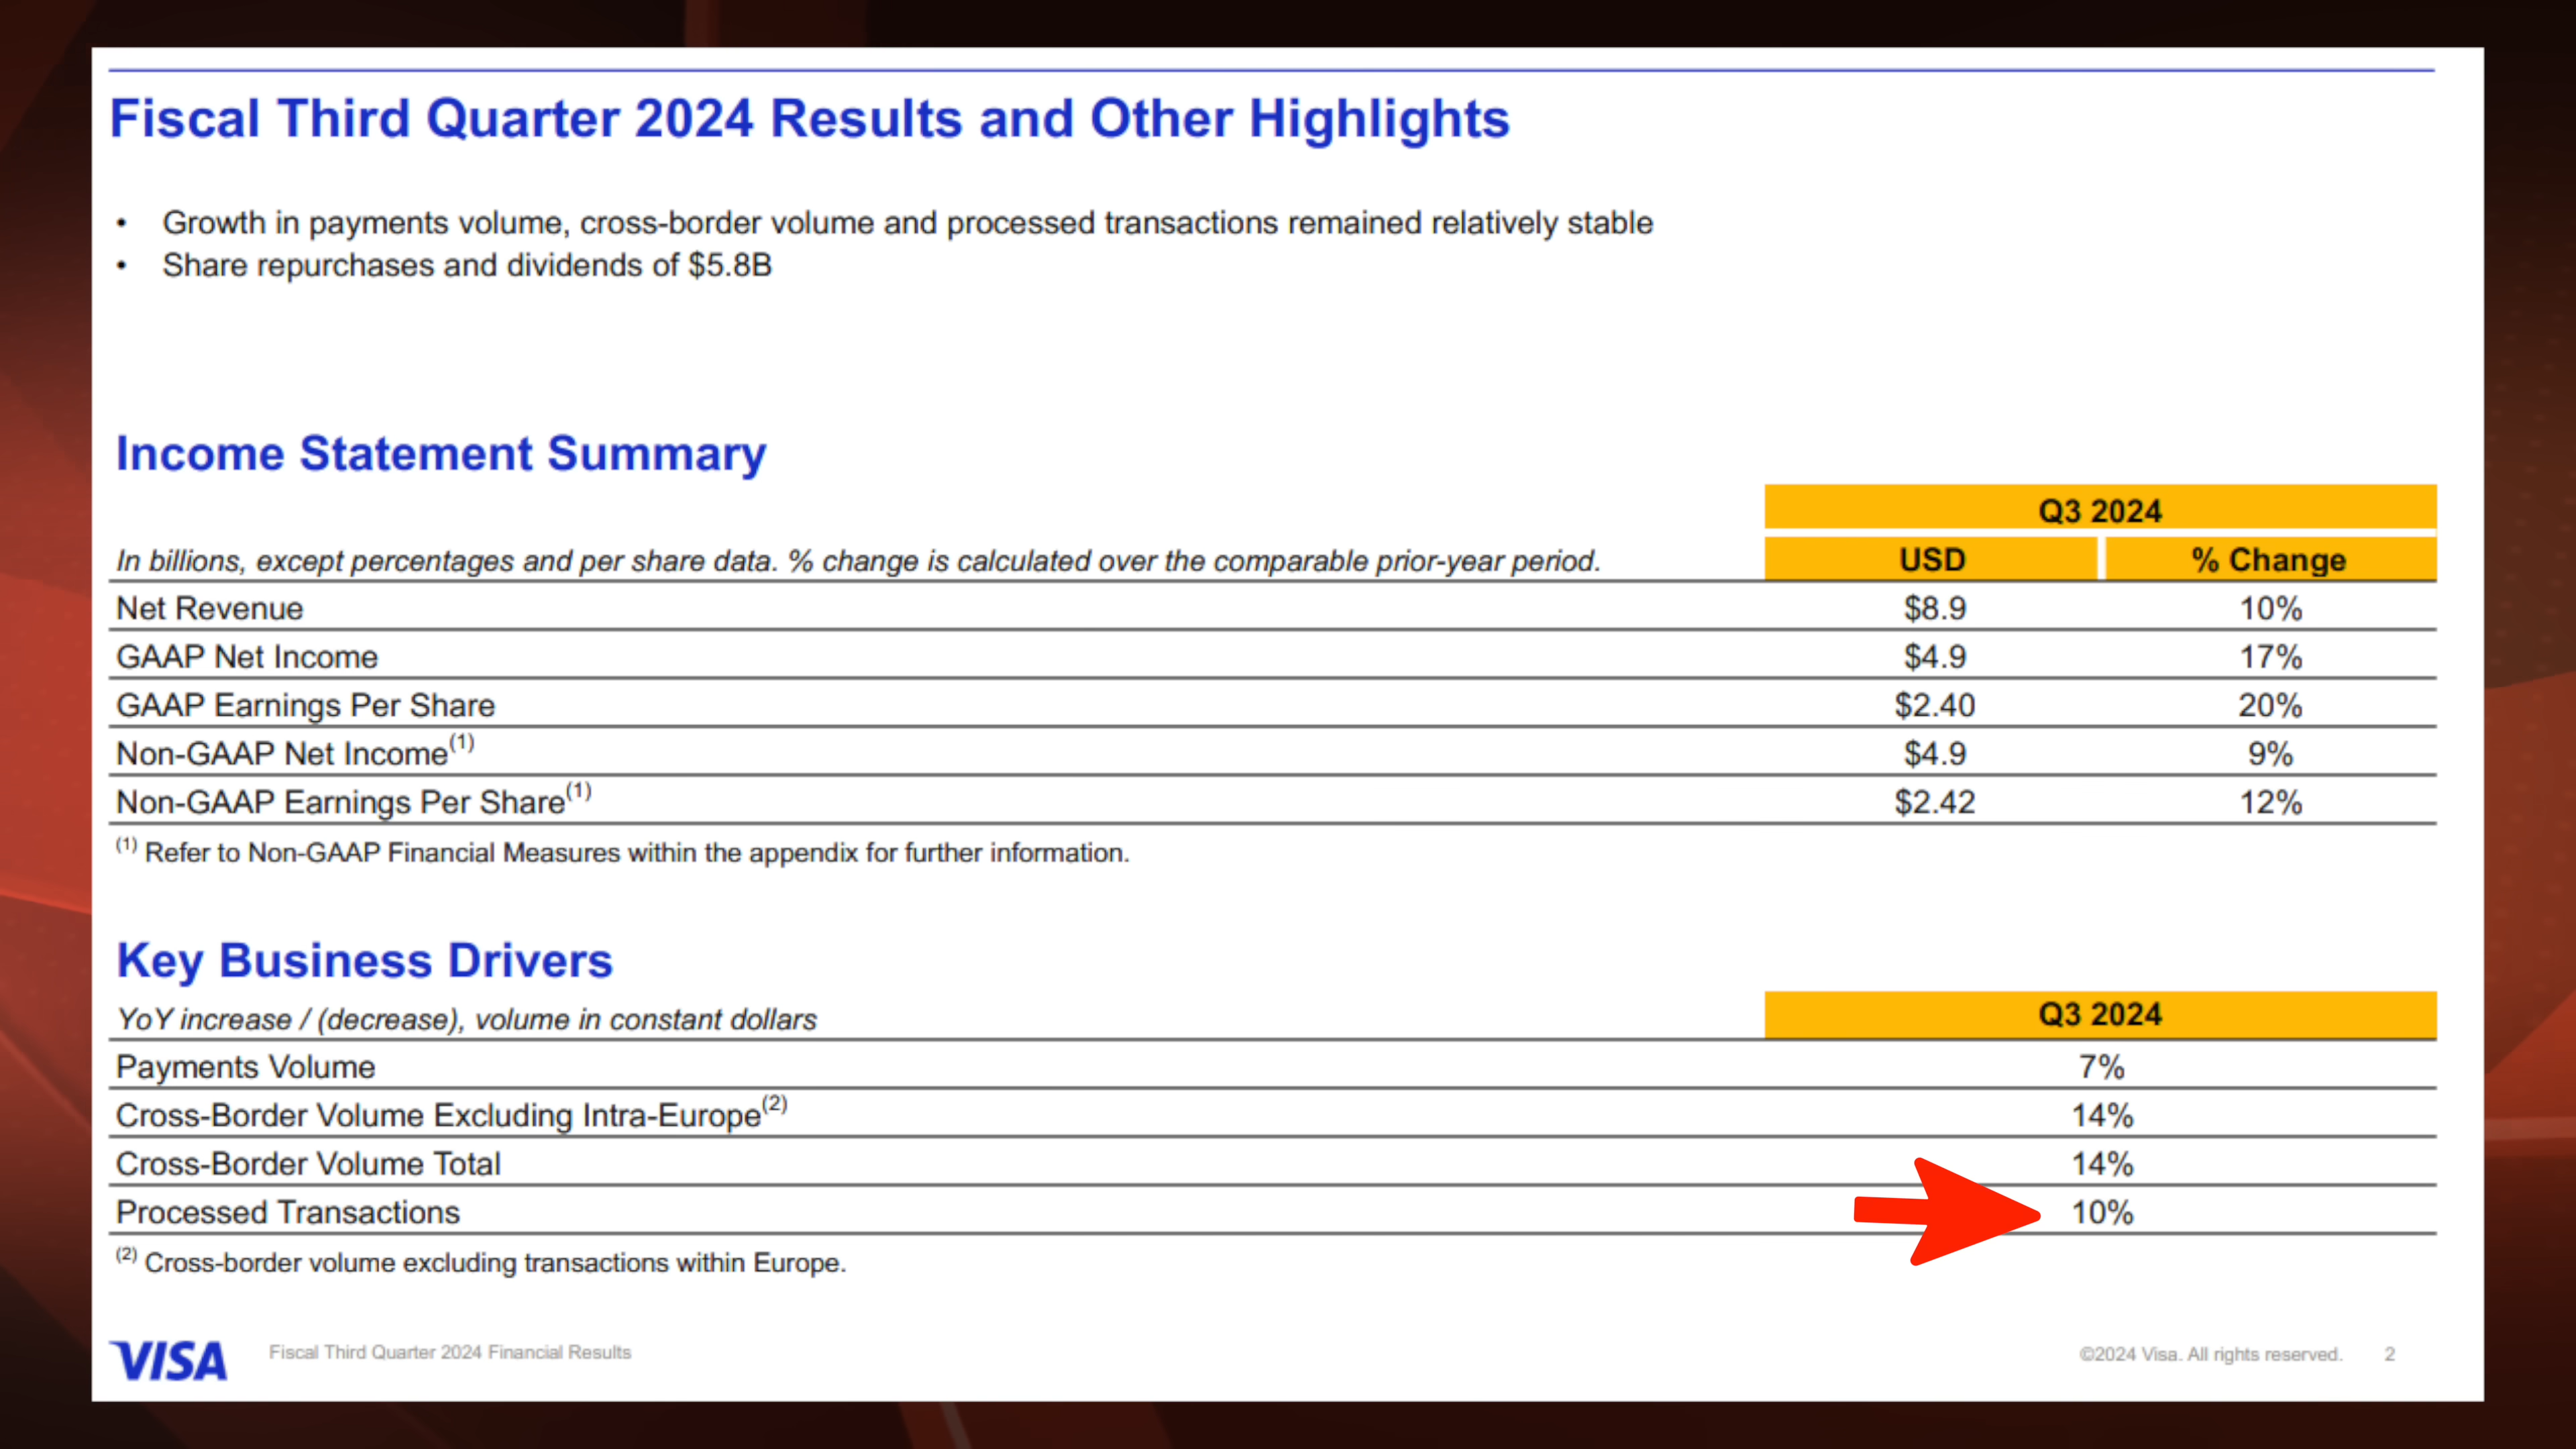 Fiscal Third Quarter 2024 Results and Other Highlights
• Growth in payments volume, cross-border volume and processed transactions remained relatively stable
• Share repurchases and dividends of $5.8B
Income Statement Summary
Q3 2024
In billions, except percentages and per share data. % change is calculated over the comparable prior-year period. USD % Change
Net Revenue $8.9 10%
GAAP Net Income $4.9 17%
GAAP Earnings Per Share $2.40 20%
Non-GAAP Net Income(1) $4.9 9%
Non-GAAP Earnings Per Share(1) $2.42 12%
(1) Refer to Non-GAAP Financial Measures within the appendix for further information.
Key Business Drivers
YoY increase / (decrease), volume in constant dollars Q3 2024
Payments Volume 7%
Cross-Border Volume Excluding Intra-Europe(2) 14%
Cross-Border Volume Total 14%
Processed Transactions 10%
(2) Cross-border volume excluding transactions within Europe.
VISA Fiscal Third Quarter 2024 Financial Results ©2024 Visa. All rights reserved. 2